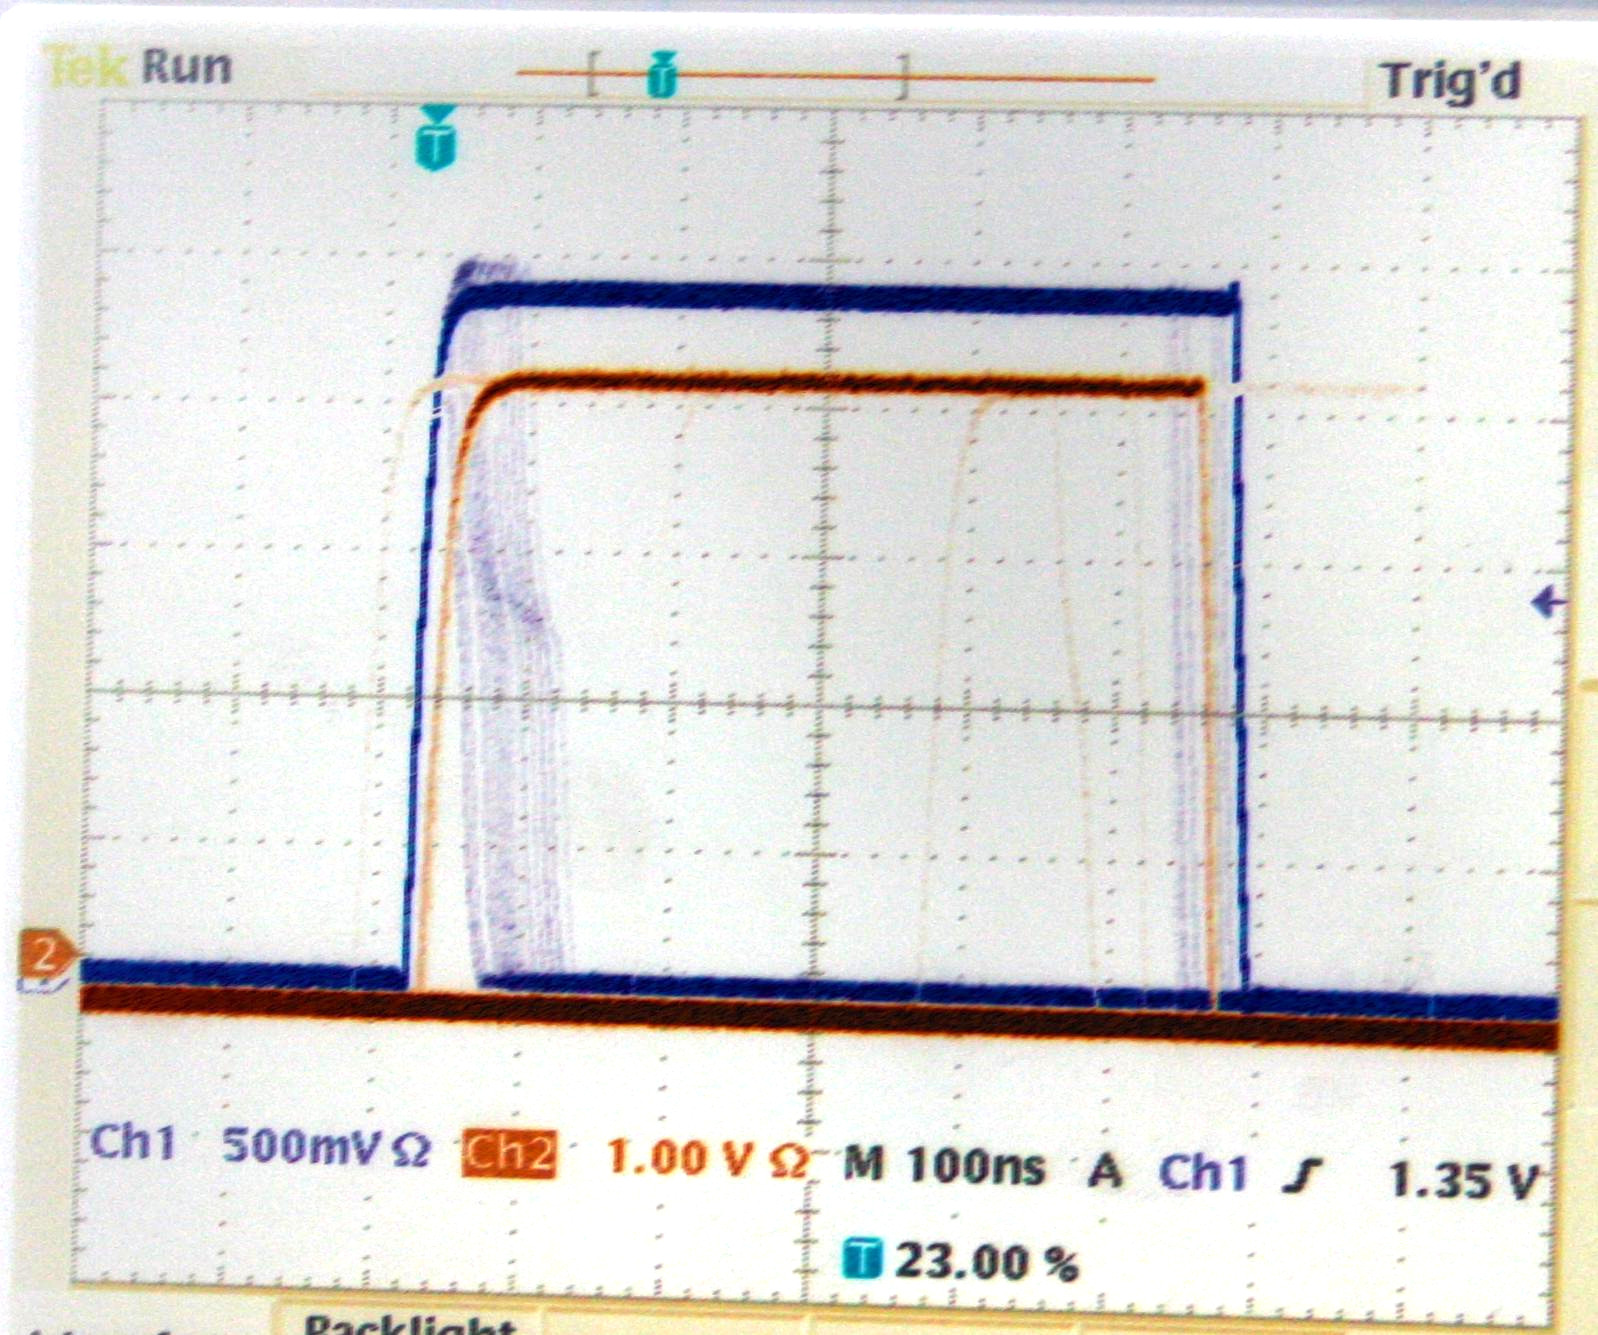 Tek Run Trig'd
T
T
2
Ch1 500mV Ω Ch2 1.00 V Ω M 100ns A Ch1 ʃ 1.35 V
T 23.00 %
Backlight